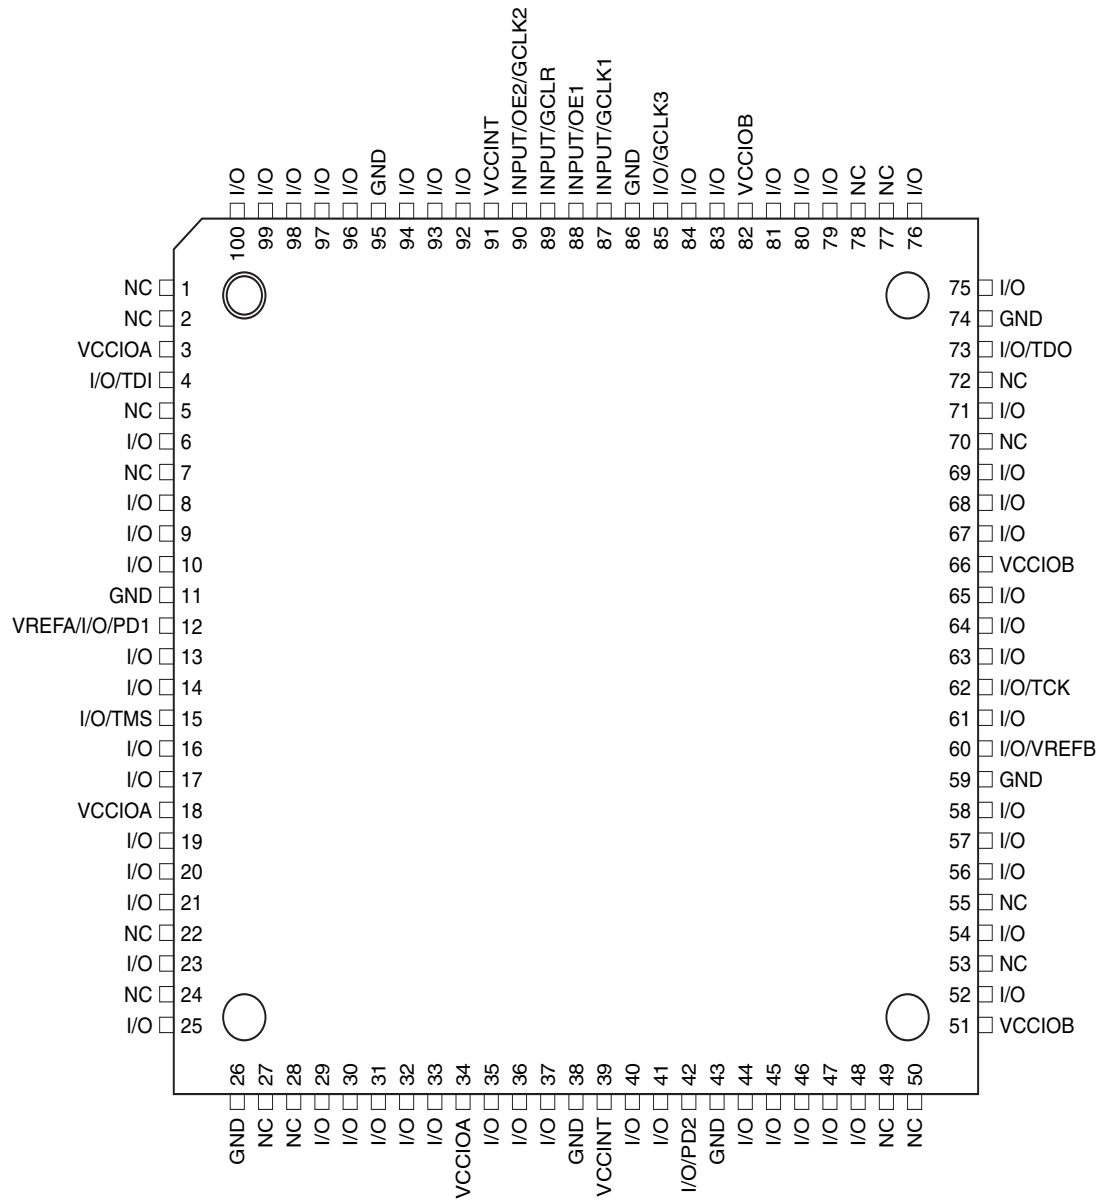 I/O I/O I/O I/O I/O GND I/O I/O I/O VCCINT INPUT/OE2/GCLK2 INPUT/GCLR INPUT/OE1 INPUT/GCLK1 GND I/O/GCLK3 I/O I/O VCCIOB I/O I/O I/O NC NC I/O
100 99 98 97 96 95 94 93 92 91 90 89 88 87 86 85 84 83 82 81 80 79 78 77 76
NC 1 75 I/O
NC 2 74 GND
VCCIOA 3 73 I/O/TDO
I/O/TDI 4 72 NC
NC 5 71 I/O
I/O 6 70 NC
NC 7 69 I/O
I/O 8 68 I/O
I/O 9 67 I/O
I/O 10 66 VCCIOB
GND 11 65 I/O
VREFA/I/O/PD1 12 64 I/O
I/O 13 63 I/O
I/O 14 62 I/O/TCK
I/O/TMS 15 61 I/O
I/O 16 60 I/O/VREFB
I/O 17 59 GND
VCCIOA 18 58 I/O
I/O 19 57 I/O
I/O 20 56 I/O
I/O 21 55 NC
NC 22 54 I/O
I/O 23 53 NC
NC 24 52 I/O
I/O 25 51 VCCIOB
26 27 28 29 30 31 32 33 34 35 36 37 38 39 40 41 42 43 44 45 46 47 48 49 50
GND NC NC I/O I/O I/O I/O I/O VCCIOA I/O I/O I/O GND VCCINT I/O I/O I/O/PD2 GND I/O I/O I/O I/O I/O NC NC